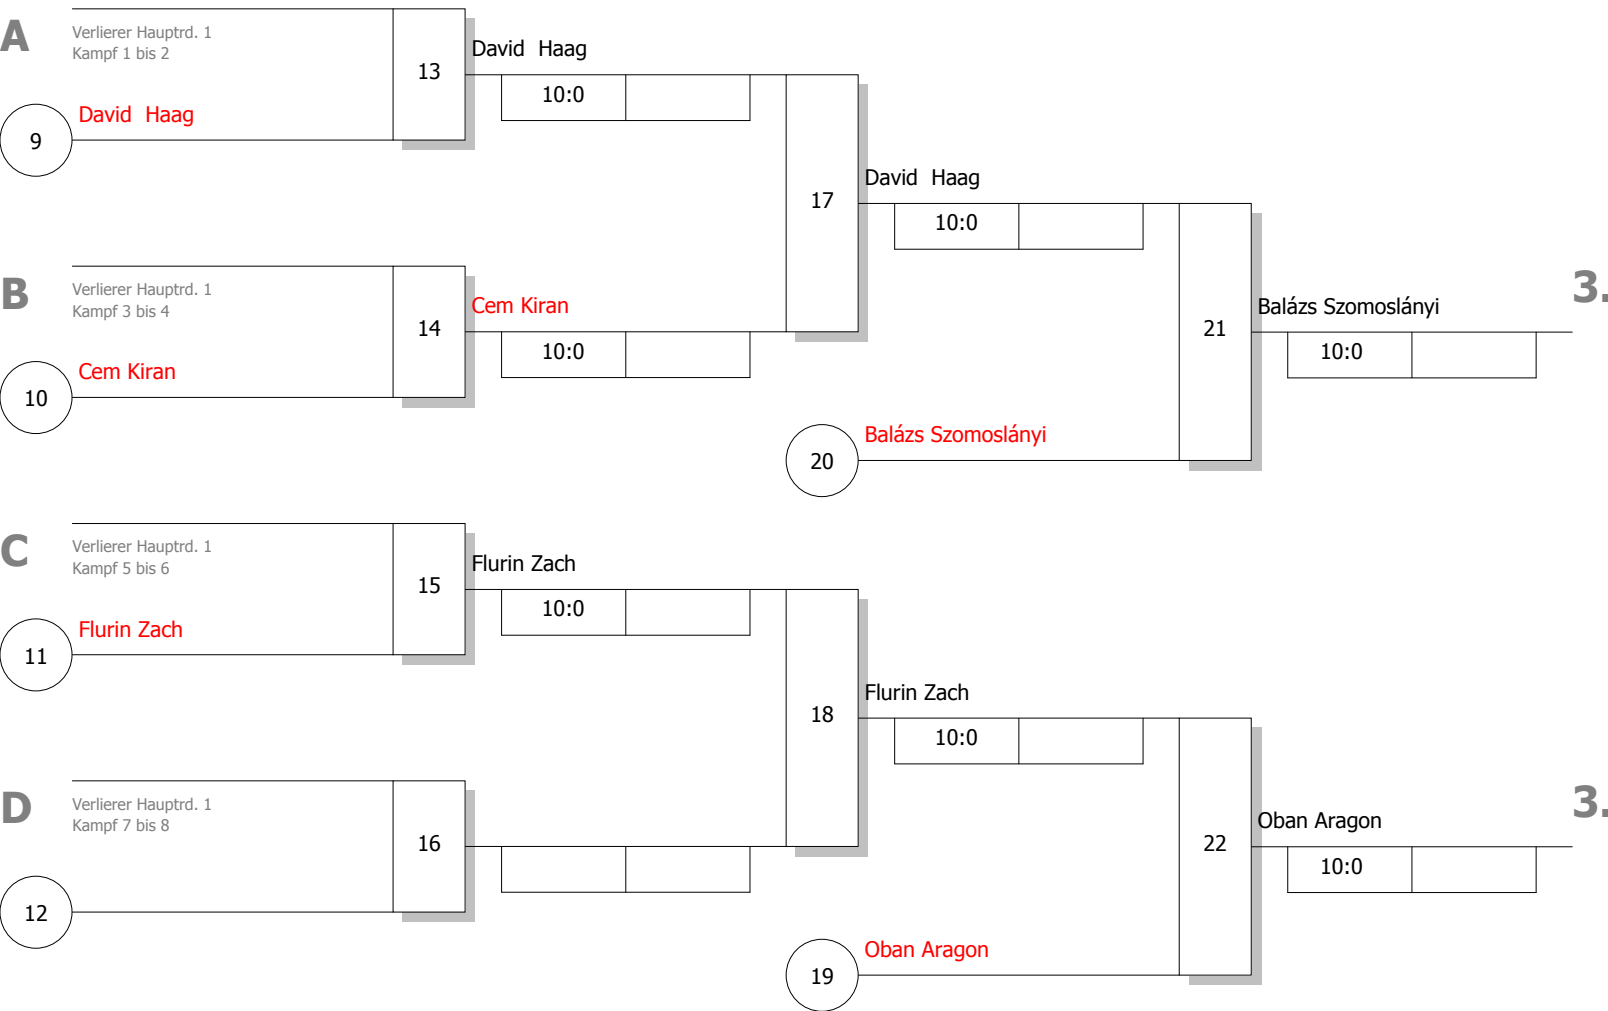 A
Verlierer Hauptrd. 1
Kampf 1 bis 2
13
David  Haag
10:0
9
David  Haag
17
David  Haag
10:0
B
Verlierer Hauptrd. 1
Kampf 3 bis 4
14
Cem Kiran
10:0
10
Cem Kiran
21
Balázs Szomoslányi
10:0
3.
20
Balázs Szomoslányi
C
Verlierer Hauptrd. 1
Kampf 5 bis 6
15
Flurin Zach
10:0
11
Flurin Zach
18
Flurin Zach
10:0
D
Verlierer Hauptrd. 1
Kampf 7 bis 8
16
12
22
Oban Aragon
10:0
3.
19
Oban Aragon